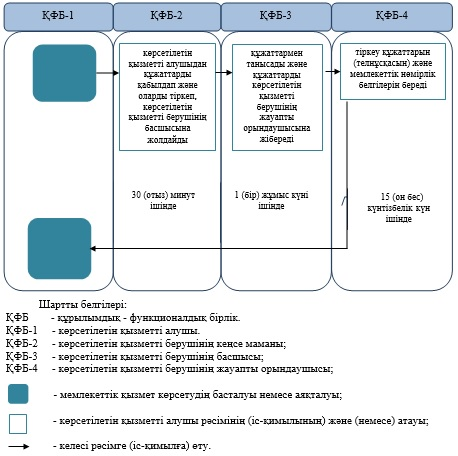 ҚФБ-1
ҚФБ-2
ҚФБ-3
ҚФБ-4
көрсетілетін
қызметті алушыдан
құжаттарды
қабылдап және
оларды тіркеп,
көрсетілетін
қызметті берушінің
басшысына
жолдайды
құжаттармен
танысады және
құжаттарды
көрсетілетін
қызметті
берушінің
жауапты
орындаушысына
жібереді
тіркеу құжаттарын
(телнұсқасын) және
мемлекеттік нөмірлік
белгілерін береді
30 (отыз) минут
ішінде
1 (бір) жұмыс күні
ішінде
15 (он бес)
күнтізбелік күн
ішінде
Шартты белгілері:
ҚФБ - құрылымдық - функционалдық бірлік.
ҚФБ-1 - көрсетілетін қызметті алушы.
ҚФБ-2 - көрсетілетін қызметті берушінің кеңсе маманы;
ҚФБ-3 - көрсетілетін қызметті берушінің басшысы;
ҚФБ-4 - көрсетілетін қызметті берушінің жауапты орындаушысы;
- мемлекеттік қызмет көрсетудің басталуы немесе аяқталуы;
- көрсетілетін қызметті алушы рәсімінің (іс-қимылының) және (немесе) атауы;
- келесі рәсімге (іс-қимылға) өту.